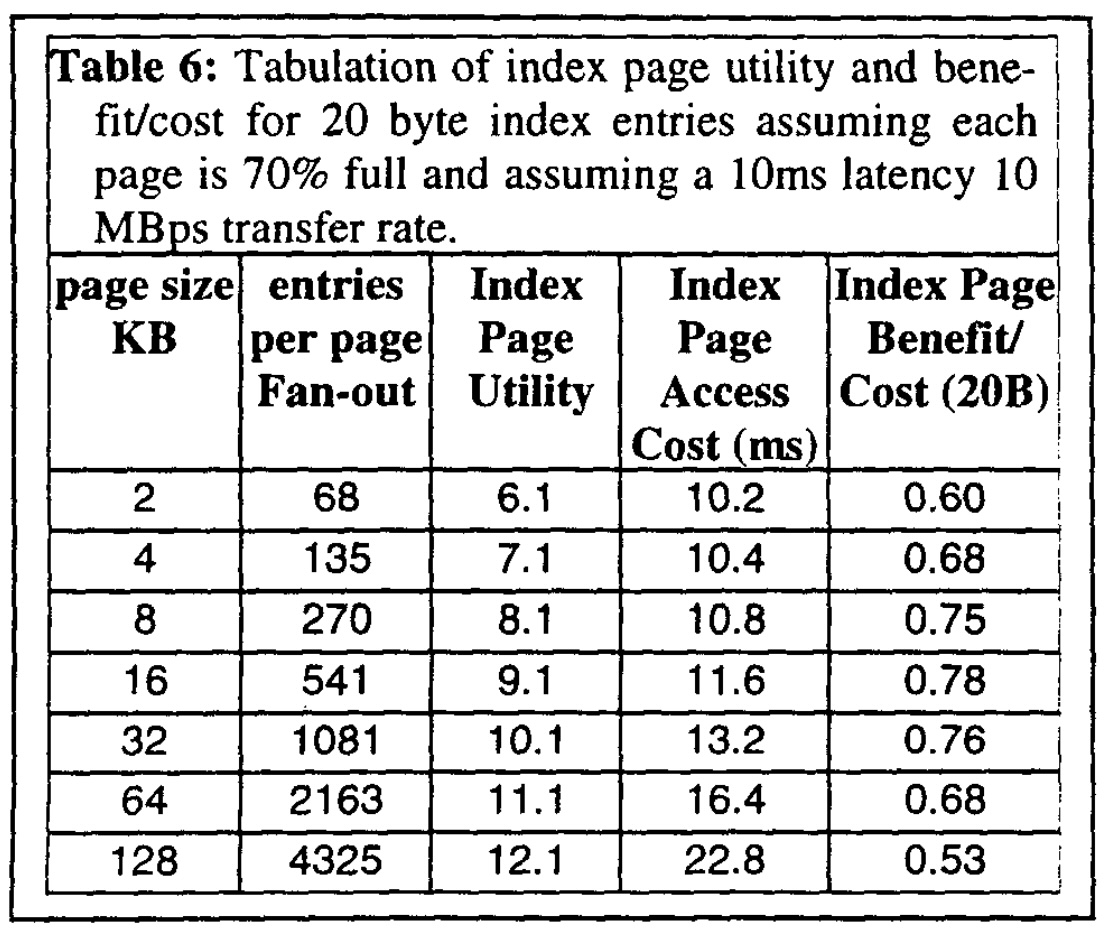 Table 6: Tabulation of index page utility and bene-
fit/cost for 20 byte index entries assuming each
page is 70% full and assuming a 10ms latency 10
MBps transfer rate.
page size KB | entries per page Fan-out | Index Page Utility | Index Page Access Cost (ms) | Index Page Benefit/ Cost (20B)
2 | 68 | 6.1 | 10.2 | 0.60
4 | 135 | 7.1 | 10.4 | 0.68
8 | 270 | 8.1 | 10.8 | 0.75
16 | 541 | 9.1 | 11.6 | 0.78
32 | 1081 | 10.1 | 13.2 | 0.76
64 | 2163 | 11.1 | 16.4 | 0.68
128 | 4325 | 12.1 | 22.8 | 0.53